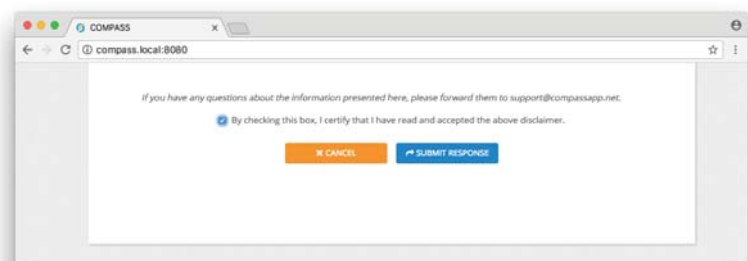 COMPASS
compass.local:8080
If you have any questions about the information presented here, please forward them to support@compassapp.net.
By checking this box, I certify that I have read and accepted the above disclaimer.
CANCEL
SUBMIT RESPONSE